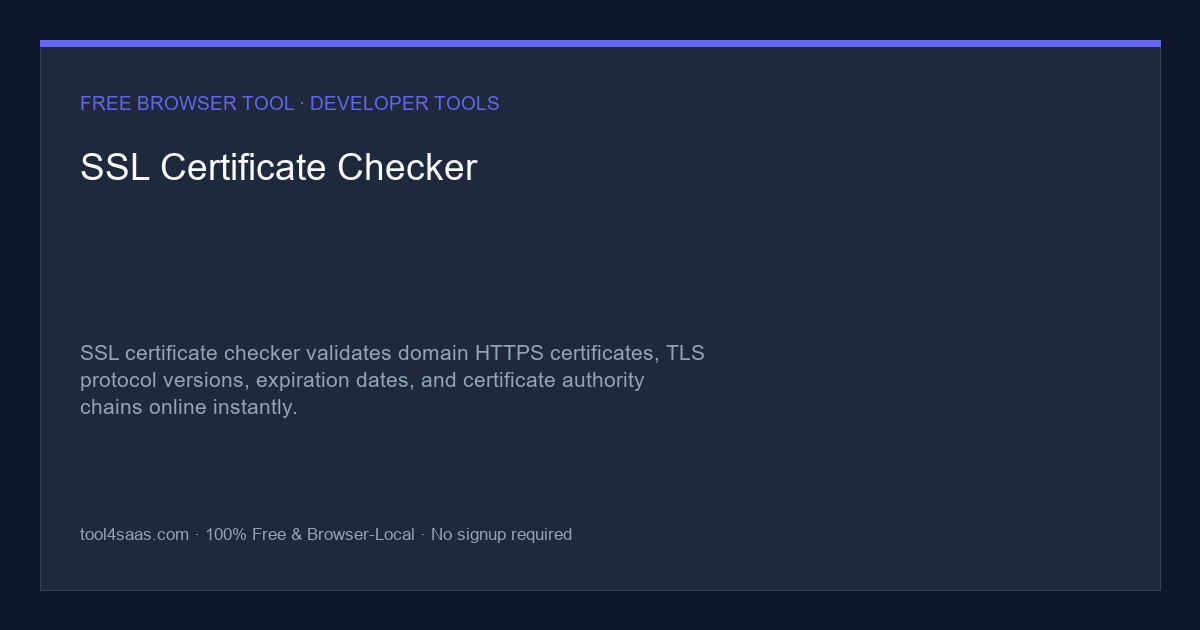 FREE BROWSER TOOL · DEVELOPER TOOLS
SSL Certificate Checker
SSL certificate checker validates domain HTTPS certificates, TLS
protocol versions, expiration dates, and certificate authority
chains online instantly.
tool4saas.com · 100% Free & Browser-Local · No signup required